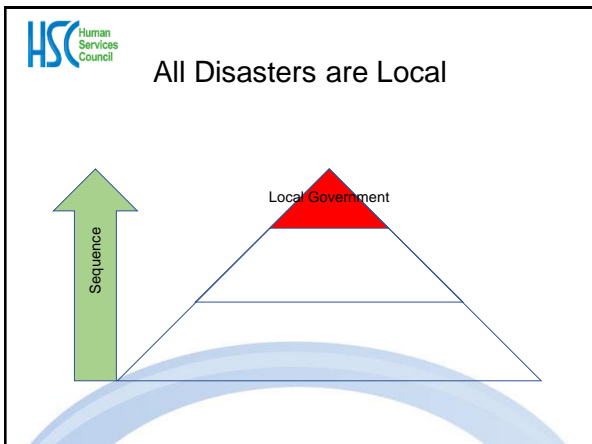 HSC Human
Services
Council
All Disasters are Local
Local Government
Sequence